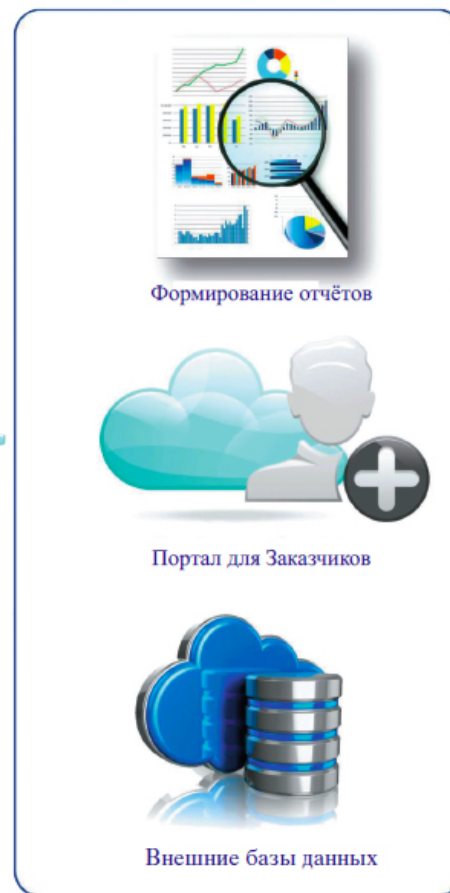 Формирование отчётов
Портал для Заказчиков
Внешние базы данных